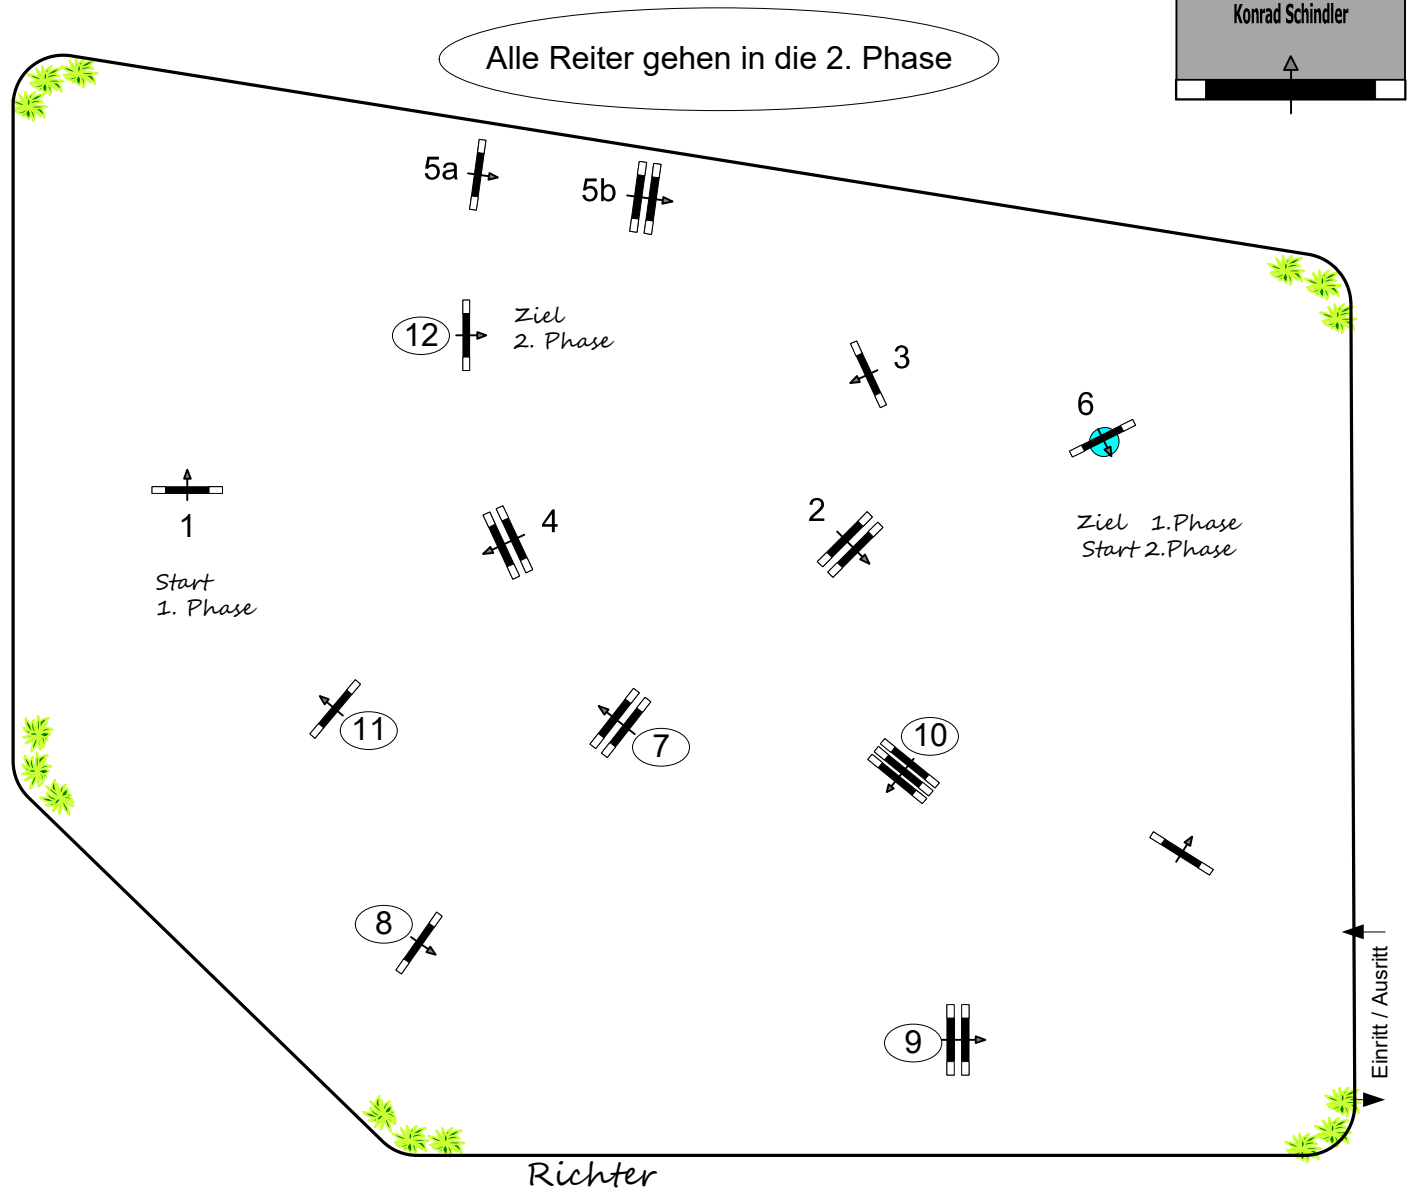 Konrad Schindler
Alle Reiter gehen in die 2. Phase
5a
5b
12
Ziel
2. Phase
3
6
1
4
2
Ziel 1.Phase
Start 2.Phase
Start
1. Phase
11
7
10
8
9
Einritt / Ausritt
Richter